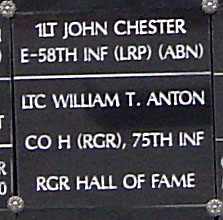 1LT JOHN CHESTER
E-58TH INF (LRP) (ABN)
LTC WILLIAM T. ANTON
CO H (RGR), 75TH INF
RGR HALL OF FAME